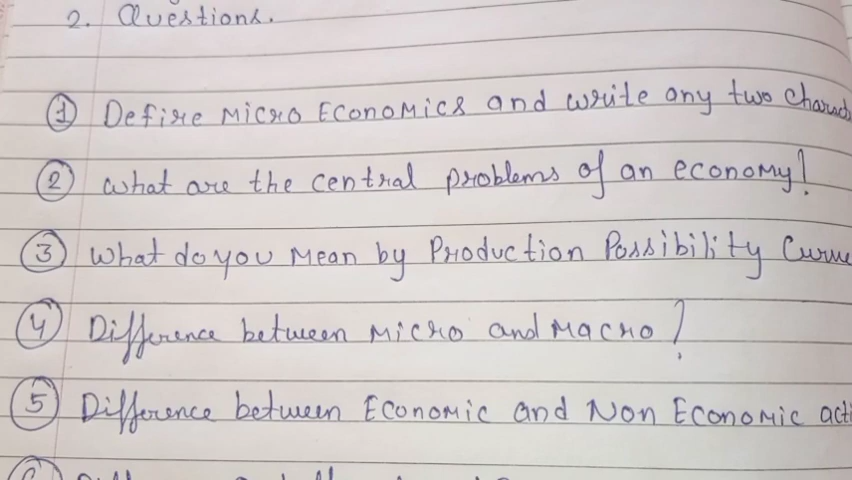 2. Questions.
1 Define Micro Economics and write any two
2 What are the central problems of an economy!
3 What do you Mean by Production Possibility Curve
4 Difference between Micro and Macro ?
5 Difference between Economic and Non Economic acti